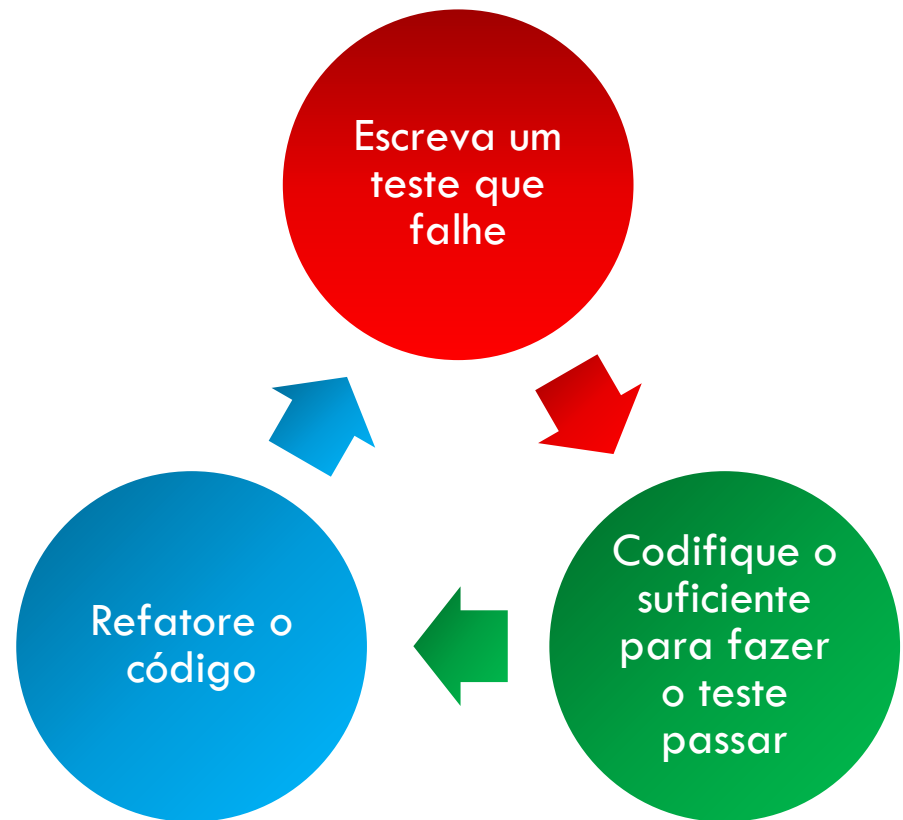 Escreva um
teste que
falhe
Codifique o
suficiente
para fazer
o teste
passar
Refatore o
código